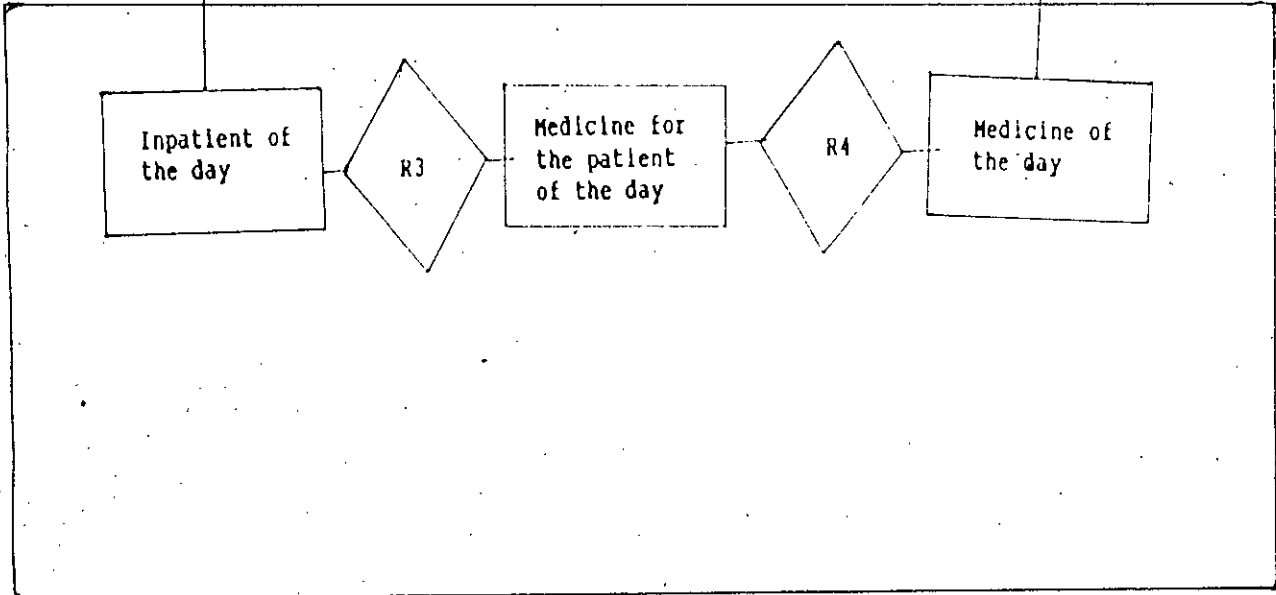 Inpatient of
the day
R3
Medicine for
the patient
of the day
R4
Medicine of
the day